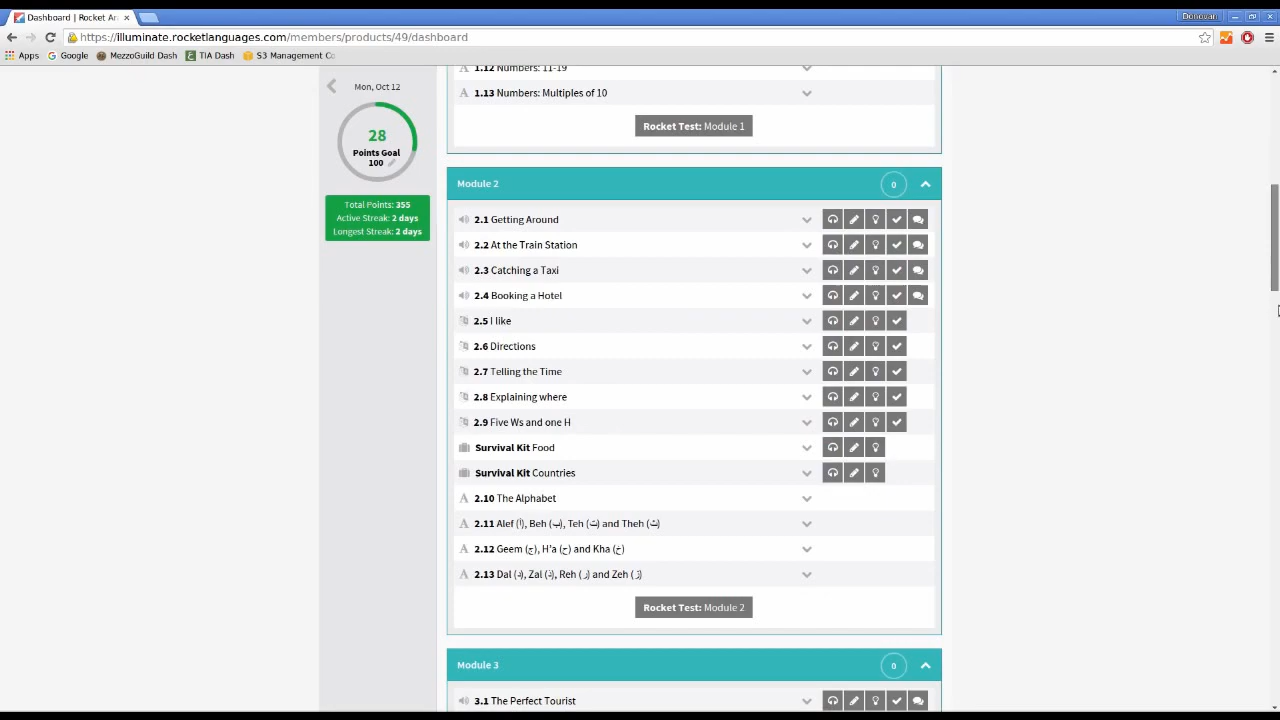 Dashboard | Rocket Ar
Donovan
https://illuminate.rocketlanguages.com/members/products/49/dashboard
Apps Google MezzoGuild Dash TIA Dash S3 Management Co
Mon, Oct 12
28
Points Goal
100
Total Points: 355
Active Streak: 2 days
Longest Streak: 2 days
1.12 Numbers: 11-19
1.13 Numbers: Multiples of 10
Rocket Test: Module 1
Module 2 0
2.1 Getting Around
2.2 At the Train Station
2.3 Catching a Taxi
2.4 Booking a Hotel
2.5 I like
2.6 Directions
2.7 Telling the Time
2.8 Explaining where
2.9 Five Ws and one H
Survival Kit Food
Survival Kit Countries
2.10 The Alphabet
2.11 Alef (أ), Beh (ب), Teh (ت) and Theh (ث)
2.12 Geem (ج), H'a (ح) and Kha (خ)
2.13 Dal (د), Zal (ذ), Reh (ر) and Zeh (ز)
Rocket Test: Module 2
Module 3 0
3.1 The Perfect Tourist